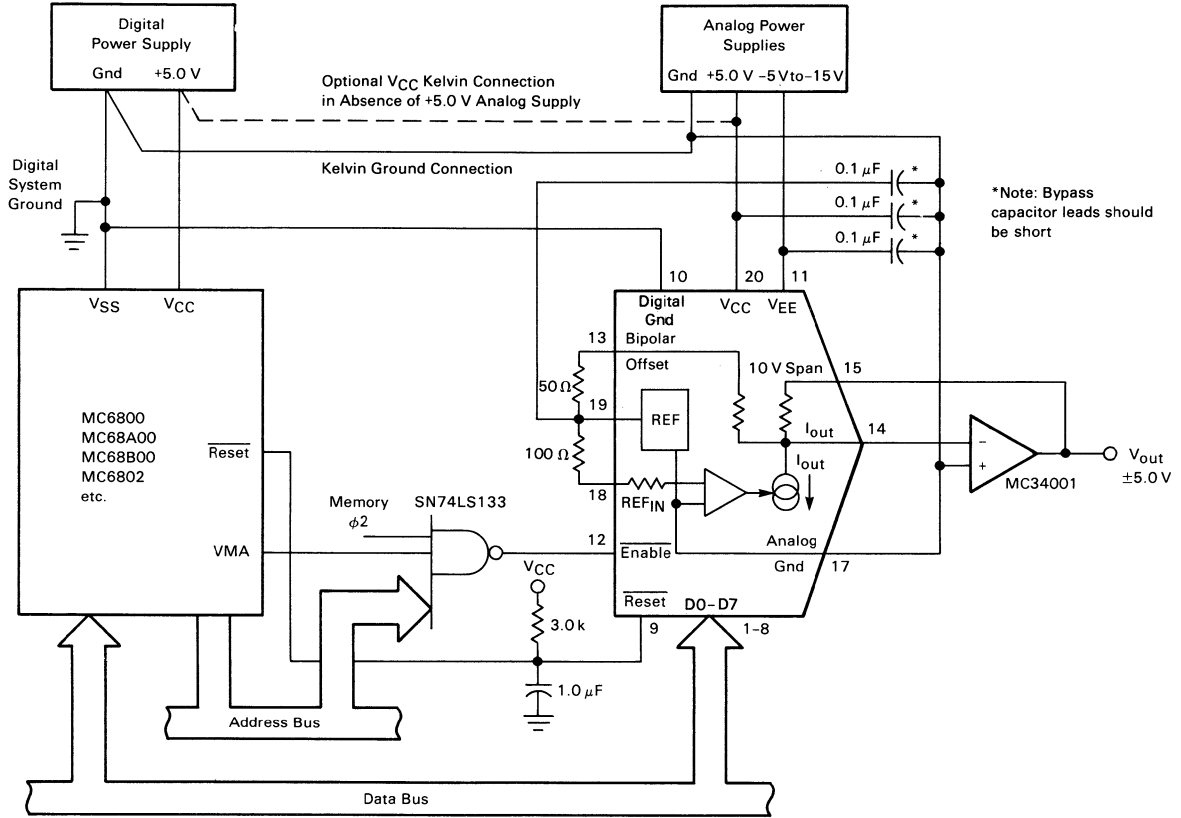 Digital
Power Supply
Gnd +5.0 V
Analog Power
Supplies
Gnd +5.0 V –5 V to –15 V
Optional VCC Kelvin Connection
in Absence of +5.0 V Analog Supply
Kelvin Ground Connection
Digital
System
Ground
0.1 μF *
0.1 μF *
0.1 μF *
*Note: Bypass
capacitor leads should
be short
10 20 11
VSS VCC
Digital
Gnd
VCC VEE
13 Bipolar
Offset
10 V Span 15
50 Ω
19
REF
MC6800
MC68A00
MC68B00
MC6802
etc.
Reset
100 Ω
Iout 14
Iout
18 REFIN
–
+
MC34001
Vout
±5.0 V
Memory
φ2
SN74LS133
VMA
12 Enable
Analog
Gnd 17
VCC
3.0 k
Reset D0–D7
9 1–8
1.0 μF
Address Bus
Data Bus